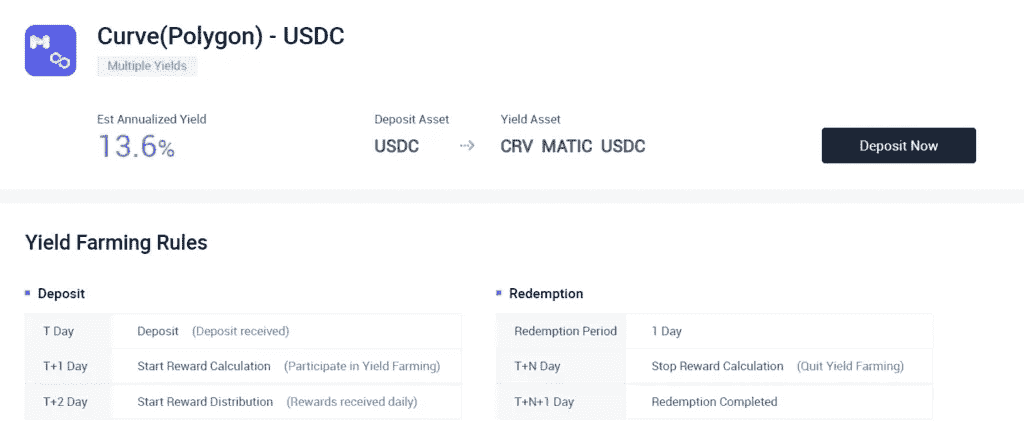 Curve(Polygon) - USDC
Multiple Yields
Est Annualized Yield
13.6%
Deposit Asset
USDC
Yield Asset
CRV MATIC USDC
Deposit Now
Yield Farming Rules
Deposit
T Day Deposit (Deposit received)
T+1 Day Start Reward Calculation (Participate in Yield Farming)
T+2 Day Start Reward Distribution (Rewards received daily)
Redemption
Redemption Period 1 Day
T+N Day Stop Reward Calculation (Quit Yield Farming)
T+N+1 Day Redemption Completed